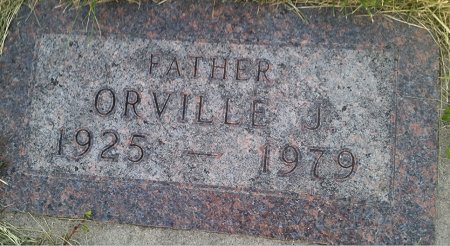 FATHER
ORVILLE J
1925 — 1979